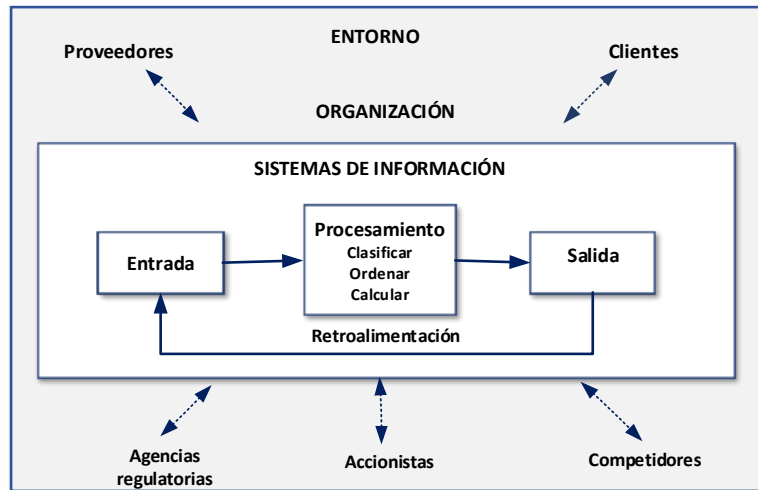 ENTORNO
Proveedores
Clientes
ORGANIZACIÓN
SISTEMAS DE INFORMACIÓN
Entrada
Procesamiento
Clasificar
Ordenar
Calcular
Salida
Retroalimentación
Agencias
regulatorias
Accionistas
Competidores